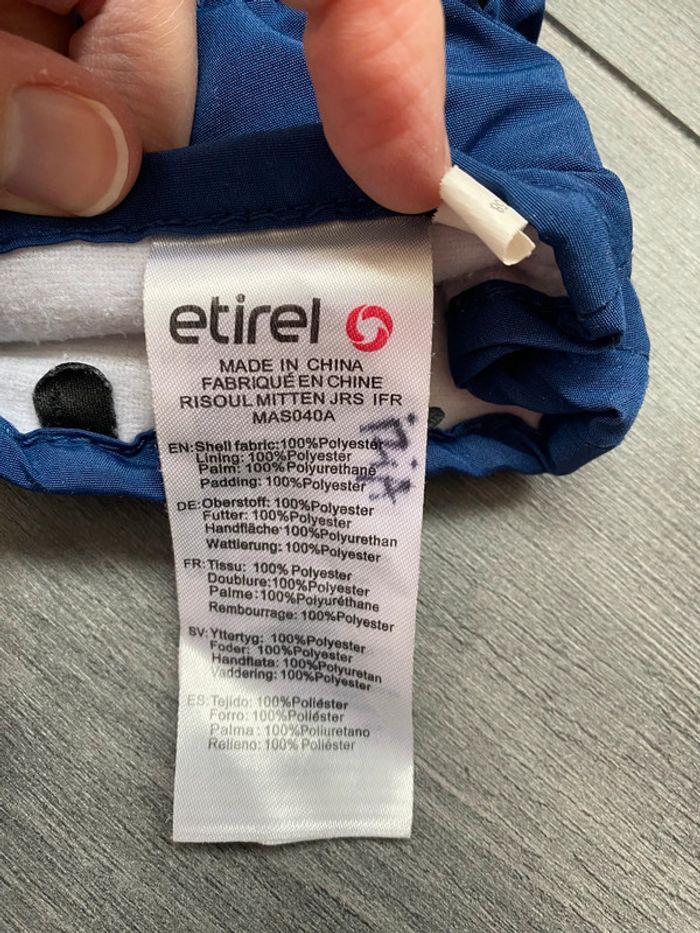 etirel
MADE IN CHINA
FABRIQUÉ EN CHINE
RISOUL MITTEN JRS IFR
MAS040A
EN:Shell fabric:100%Polyester
Lining: 100%Polyester
Palm: 100%Polyurethane
Padding: 100%Polyester
DE:Oberstoff: 100%Polyester
Futter: 100%Polyester
Handfläche:100%Polyurethan
Wattierung: 100%Polyester
FR:Tissu: 100%Polyester
Doublure:100%Polyester
Palme: 100%Polyuréthane
Rembourrage: 100%Polyester
SV:Yttertyg: 100%Polyester
Foder: 100%Polyester
Handflata: 100%Polyuretan
Vaddering: 100%Polyester
ES:Tejido: 100%Poliéster
Forro: 100%Poliéster
Palma : 100%Poliuretano
Relleno: 100%Poliéster